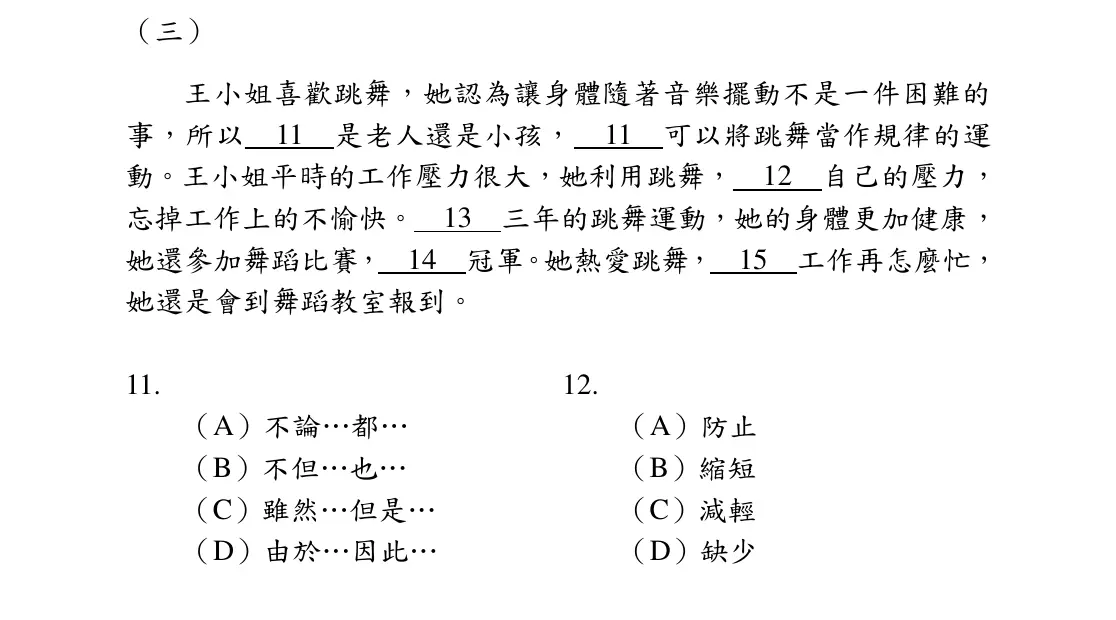 （三）
王小姐喜歡跳舞，她認為讓身體隨著音樂擺動不是一件困難的
事，所以 11 是老人還是小孩， 11 可以將跳舞當作規律的運
動。王小姐平時的工作壓力很大，她利用跳舞， 12 自己的壓力，
忘掉工作上的不愉快。 13 三年的跳舞運動，她的身體更加健康，
她還參加舞蹈比賽， 14 冠軍。她熱愛跳舞， 15 工作再怎麼忙，
她還是會到舞蹈教室報到。
11. 12.
（A）不論…都… （A）防止
（B）不但…也… （B）縮短
（C）雖然…但是… （C）減輕
（D）由於…因此… （D）缺少